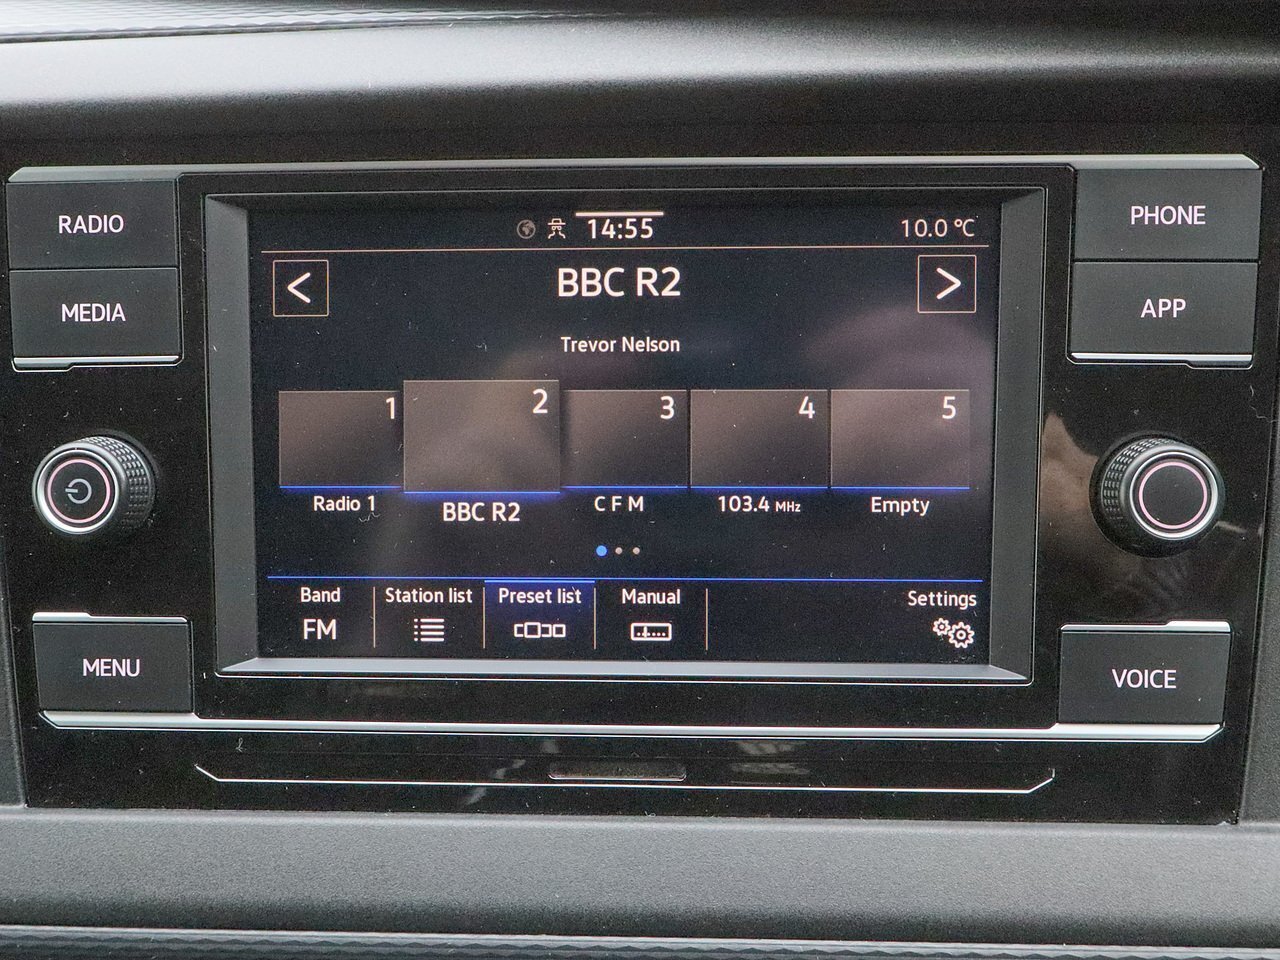 RADIO
MEDIA
MENU
14:55
10.0 °C
<
BBC R2
>
Trevor Nelson
1
2
3
4
5
Radio 1
BBC R2
C F M
103.4 MHz
Empty
Band
FM
Station list
Preset list
Manual
Settings
PHONE
APP
VOICE